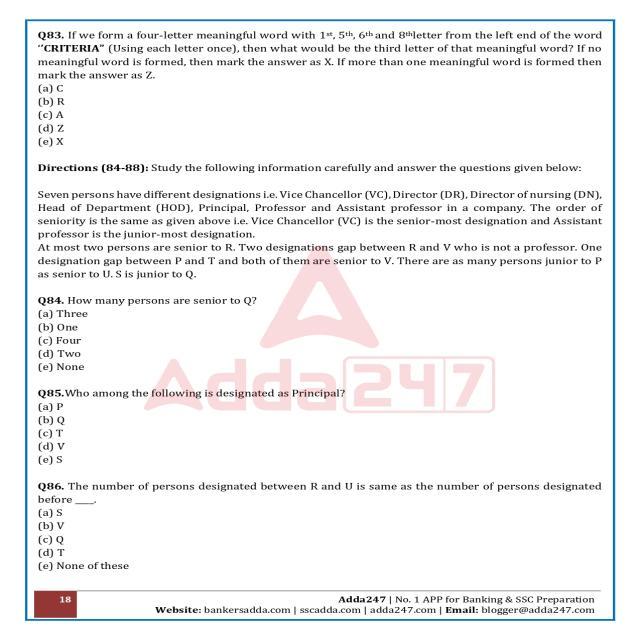 Q83. If we form a four-letter meaningful word with 1st, 5th, 6th and 8thletter from the left end of the word
‘’CRITERIA” (Using each letter once), then what would be the third letter of that meaningful word? If no
meaningful word is formed, then mark the answer as X. If more than one meaningful word is formed then
mark the answer as Z.
(a) C
(b) R
(c) A
(d) Z
(e) X
Directions (84-88): Study the following information carefully and answer the questions given below:
Seven persons have different designations i.e. Vice Chancellor (VC), Director (DR), Director of nursing (DN),
Head of Department (HOD), Principal, Professor and Assistant professor in a company. The order of
seniority is the same as given above i.e. Vice Chancellor (VC) is the senior-most designation and Assistant
professor is the junior-most designation.
At most two persons are senior to R. Two designations gap between R and V who is not a professor. One
designation gap between P and T and both of them are senior to V. There are as many persons junior to P
as senior to U. S is junior to Q.
Q84. How many persons are senior to Q?
(a) Three
(b) One
(c) Four
(d) Two
(e) None
Q85.Who among the following is designated as Principal?
(a) P
(b) Q
(c) T
(d) V
(e) S
Q86. The number of persons designated between R and U is same as the number of persons designated
before ____.
(a) S
(b) V
(c) Q
(d) T
(e) None of these
Adda247
18
Adda247 | No. 1 APP for Banking & SSC Preparation
Website: bankersadda.com | sscadda.com | adda247.com | Email: blogger@adda247.com